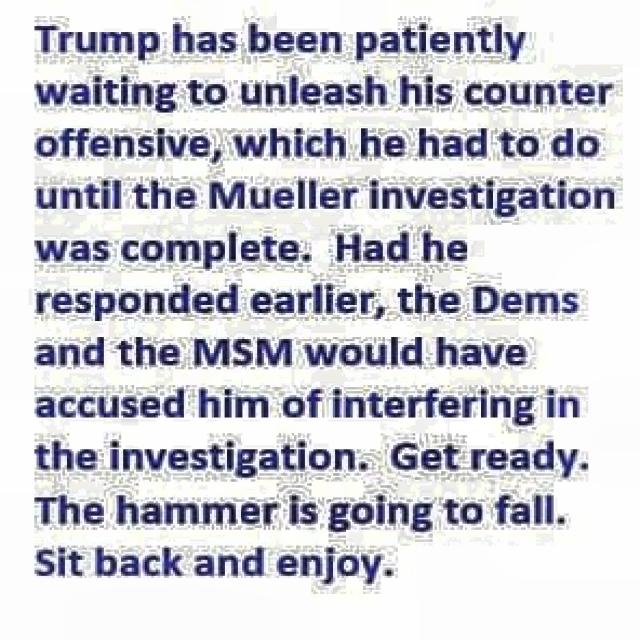 Trump has been patiently
waiting to unleash his counter
offensive, which he had to do
until the Mueller investigation
was complete.  Had he
responded earlier, the Dems
and the MSM would have
accused him of interfering in
the investigation.  Get ready.
The hammer is going to fall.
Sit back and enjoy.